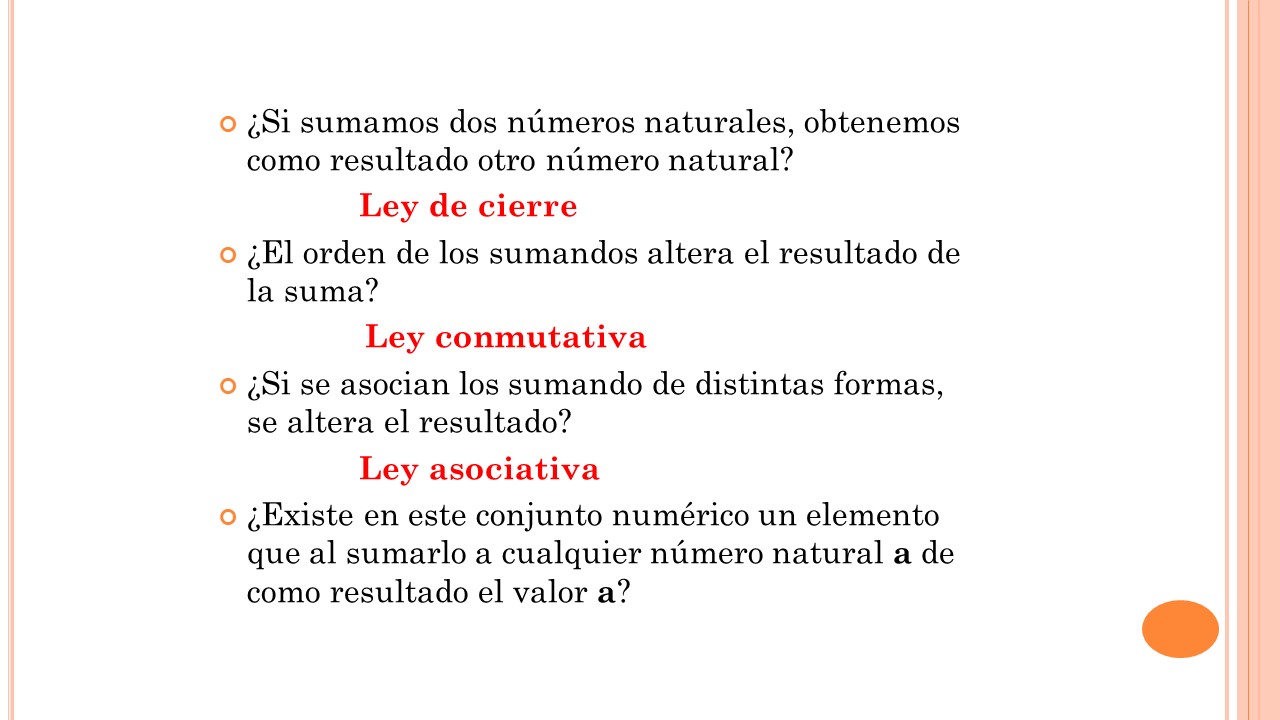 ¿Si sumamos dos números naturales, obtenemos
como resultado otro número natural?
Ley de cierre
¿El orden de los sumandos altera el resultado de
la suma?
Ley conmutativa
¿Si se asocian los sumando de distintas formas,
se altera el resultado?
Ley asociativa
¿Existe en este conjunto numérico un elemento
que al sumarlo a cualquier número natural a de
como resultado el valor a?